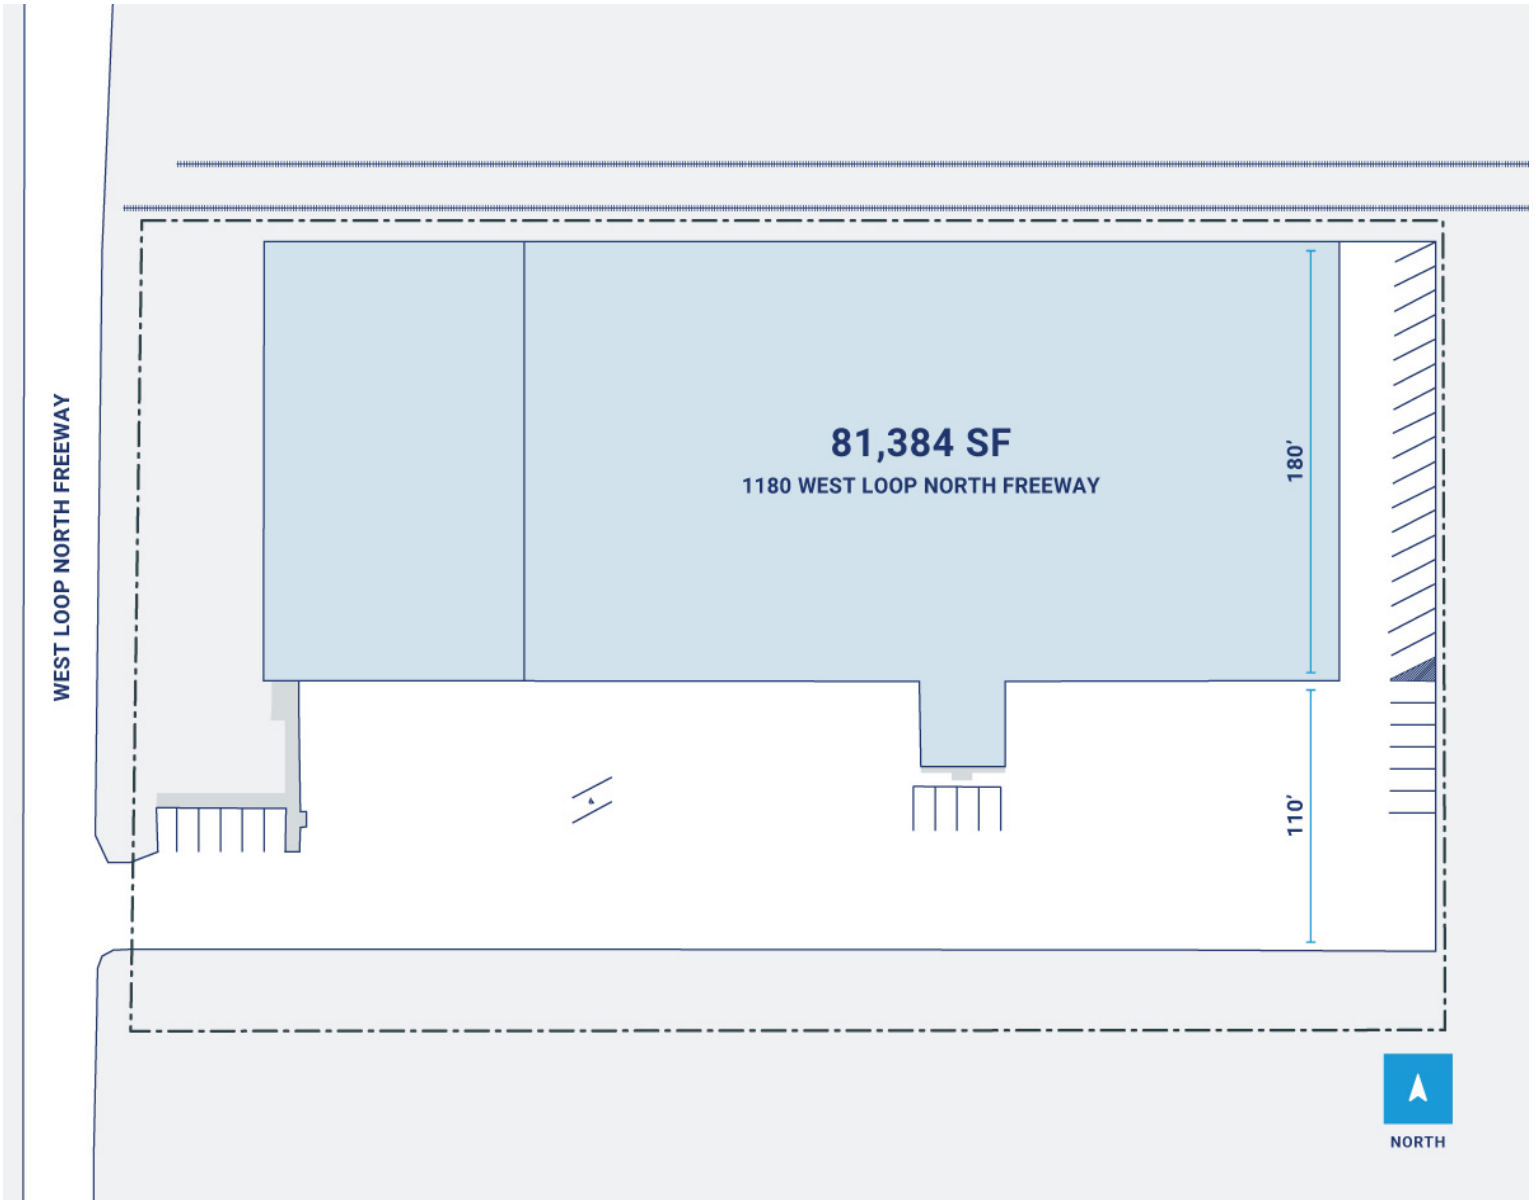 WEST LOOP NORTH FREEWAY
81,384 SF
1180 WEST LOOP NORTH FREEWAY
180'
110'
NORTH